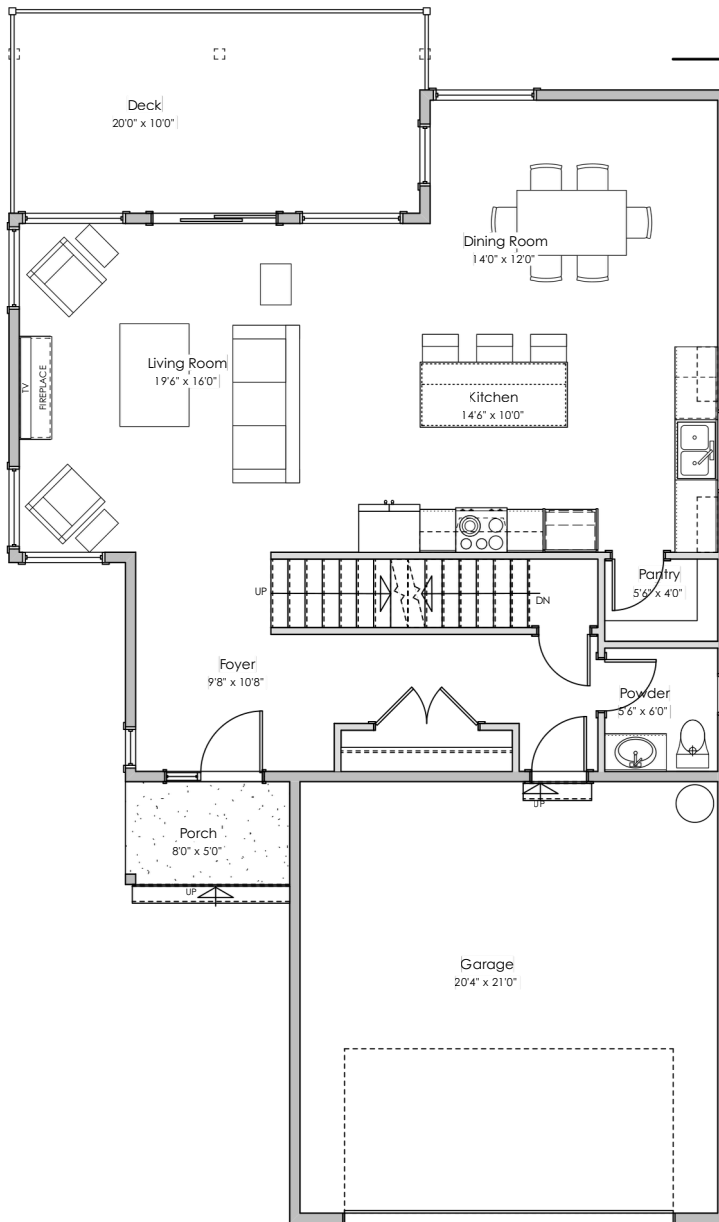 Deck
20'0" x 10'0"
Dining Room
14'0" x 12'0"
Living Room
19'6" x 16'0"
TV
FIREPLACE
Kitchen
14'6" x 10'0"
UP
DN
Pantry
5'6" x 4'0"
Foyer
9'8" x 10'8"
Powder
5'6" x 6'0"
UP
Porch
8'0" x 5'0"
UP
Garage
20'4" x 21'0"